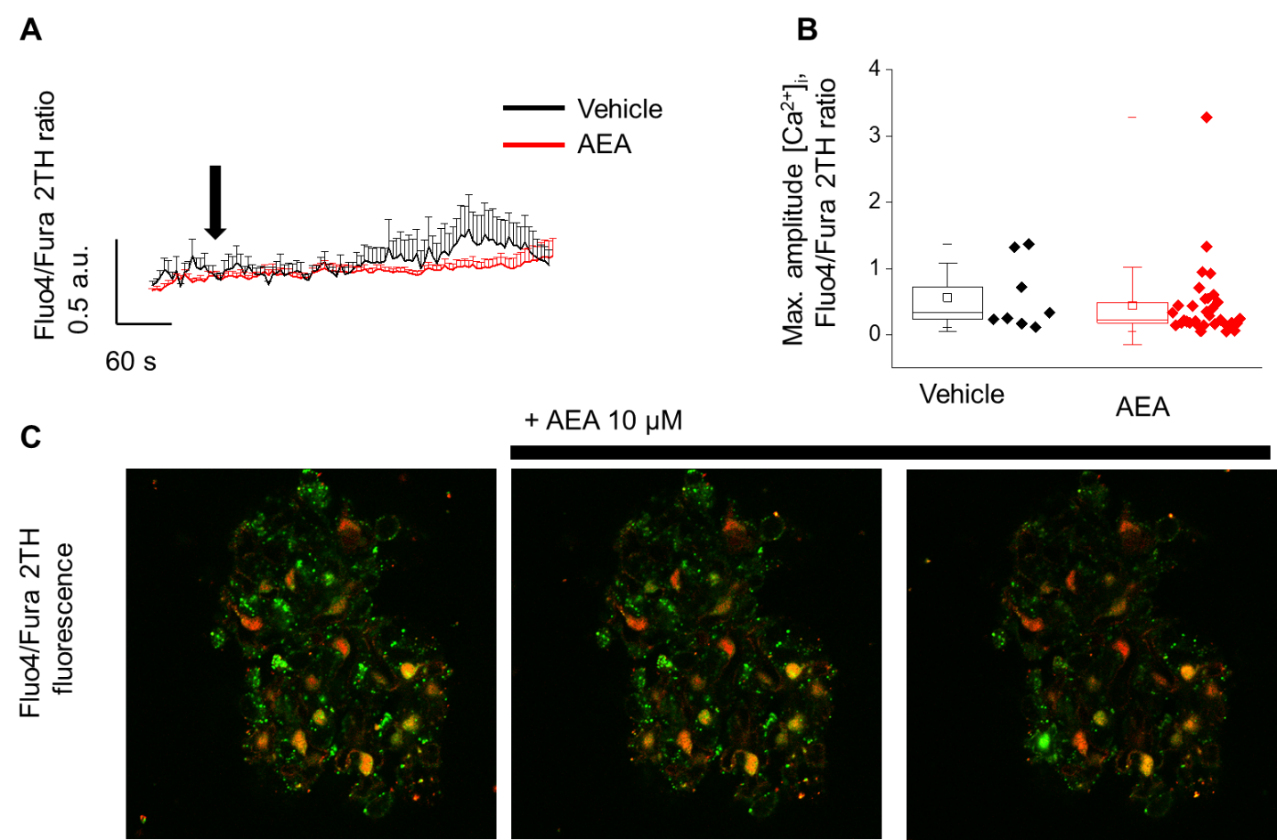 A
Fluo4/Fura 2TH ratio
0.5 a.u.
60 s
Vehicle
AEA
B
Max. amplitude [Ca²⁺]ᵢ,
Fluo4/Fura 2TH ratio
4
3
2
1
0
Vehicle
AEA
C
+ AEA 10 µM
Fluo4/Fura 2TH
fluorescence